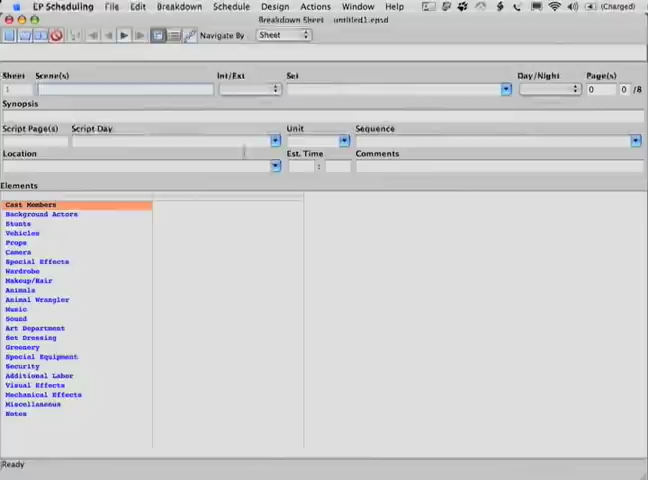 EP Scheduling File Edit Breakdown Schedule Design Actions Window Help (Charged)
Breakdown Sheet - untitled1.epsd
Navigate By : Sheet
Sheet Scene(s) Int/Ext Set Day/Night Page(s)
1 0 0 /8
Synopsis
Script Page(s) Script Day Unit Sequence
Location Est. Time Comments
:
Elements
Cast Members
Background Actors
Stunts
Vehicles
Props
Camera
Special Effects
Wardrobe
Makeup/Hair
Animals
Animal Wrangler
Music
Sound
Art Department
Set Dressing
Greenery
Special Equipment
Security
Additional Labor
Visual Effects
Mechanical Effects
Miscellaneous
Notes
Ready